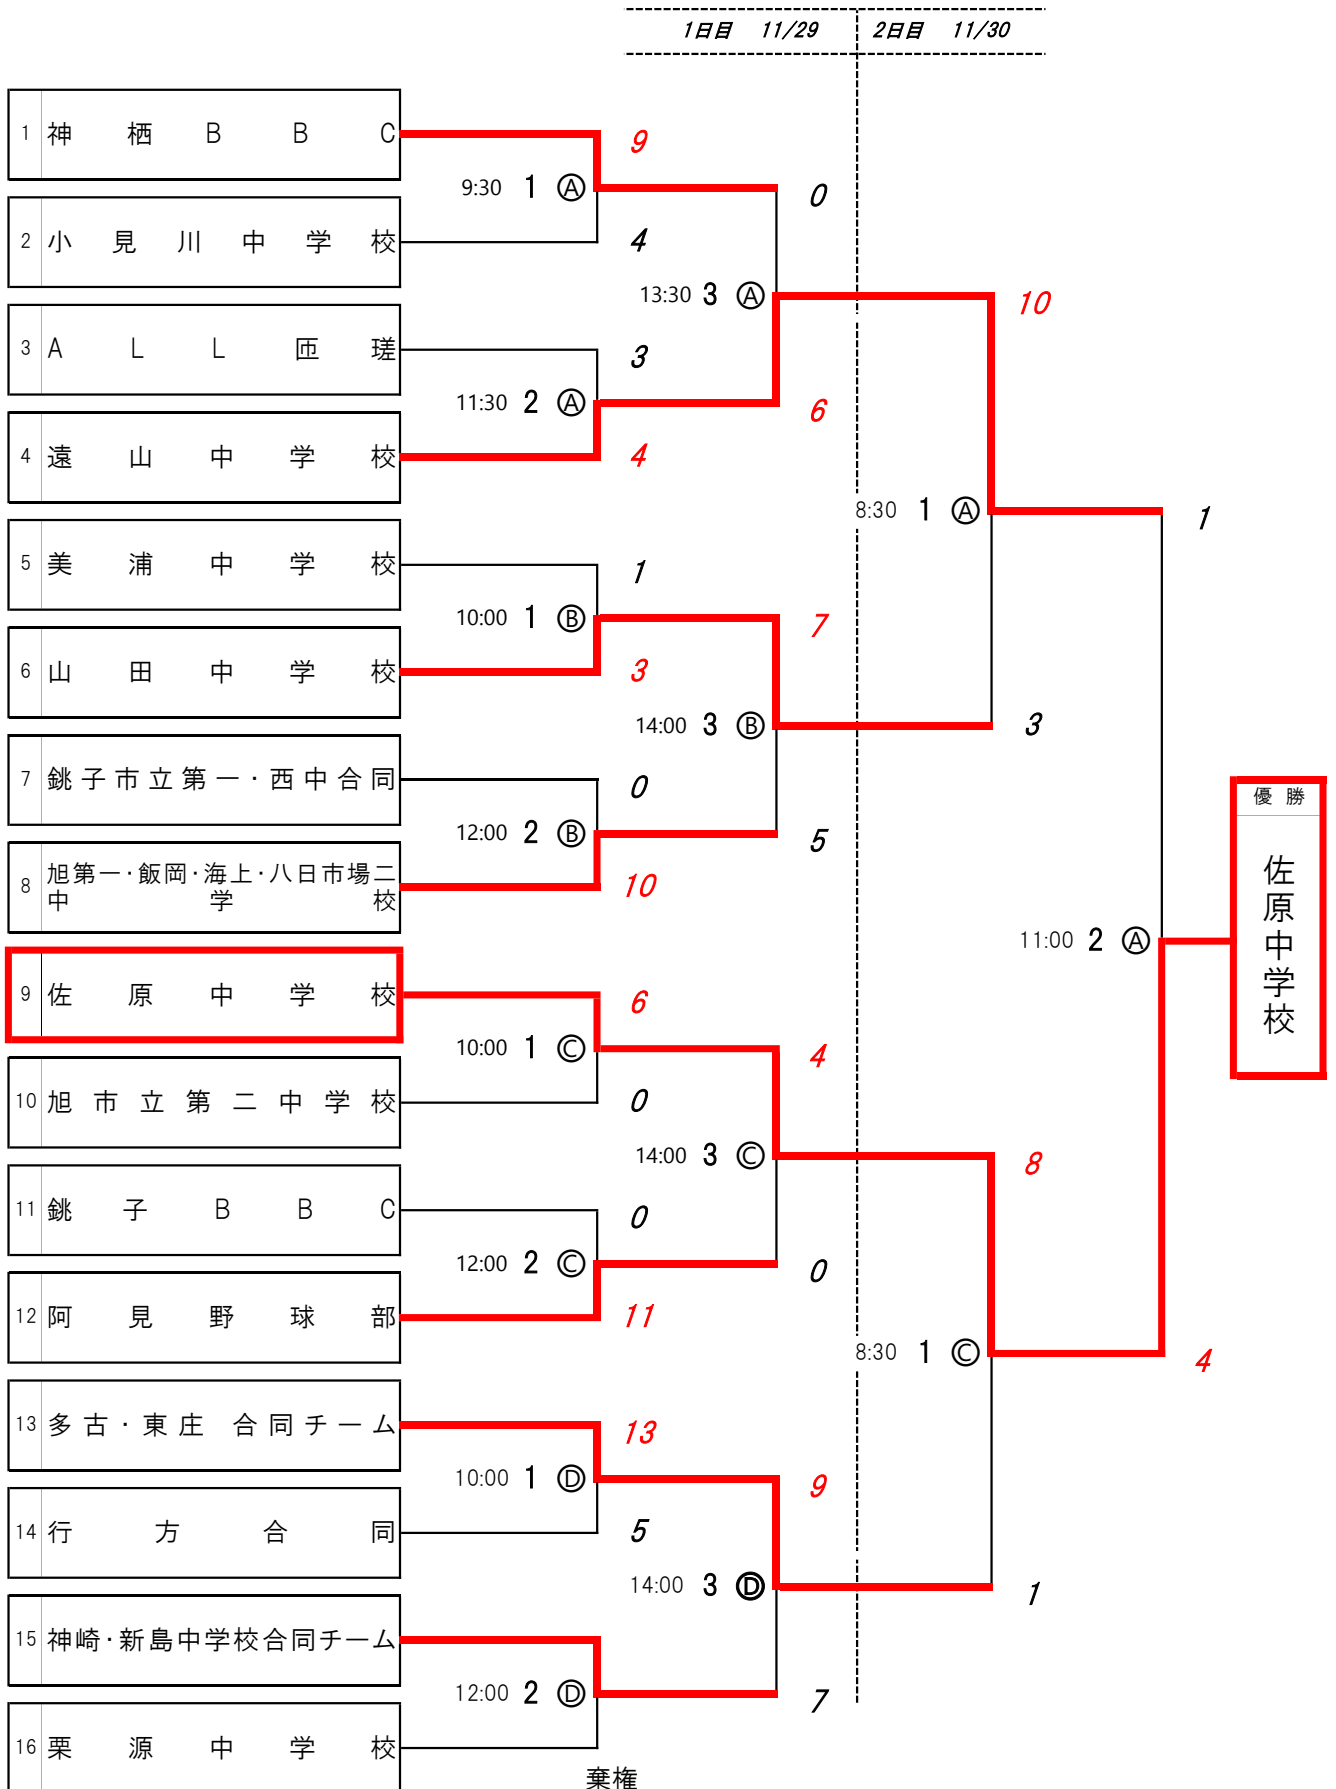 1日目 11/29 2日目 11/30
1 神栖BBC
9
9:30 1 Ⓐ
0
2 小見川中学校
4
13:30 3 Ⓐ
10
3 ALL匝瑳
3
11:30 2 Ⓐ
6
4 遠山中学校
4
8:30 1 Ⓐ
1
5 美浦中学校
1
10:00 1 Ⓑ
7
6 山田中学校
3
14:00 3 Ⓑ
3
7 銚子市立第一・西中合同
0
12:00 2 Ⓑ
5
8 旭第一・飯岡・海上・八日市場二
中学校
10
優勝
佐原中学校
11:00 2 Ⓐ
9 佐原中学校
6
10:00 1 Ⓒ
4
10 旭市立第二中学校
0
14:00 3 Ⓒ
8
11 銚子BBC
0
12:00 2 Ⓒ
0
12 阿見野球部
11
8:30 1 Ⓒ
4
13 多古・東庄 合同チーム
13
10:00 1 Ⓓ
9
14 行方合同
5
14:00 3 Ⓓ
1
15 神崎・新島中学校合同チーム
12:00 2 Ⓓ
7
16 栗源中学校
棄権